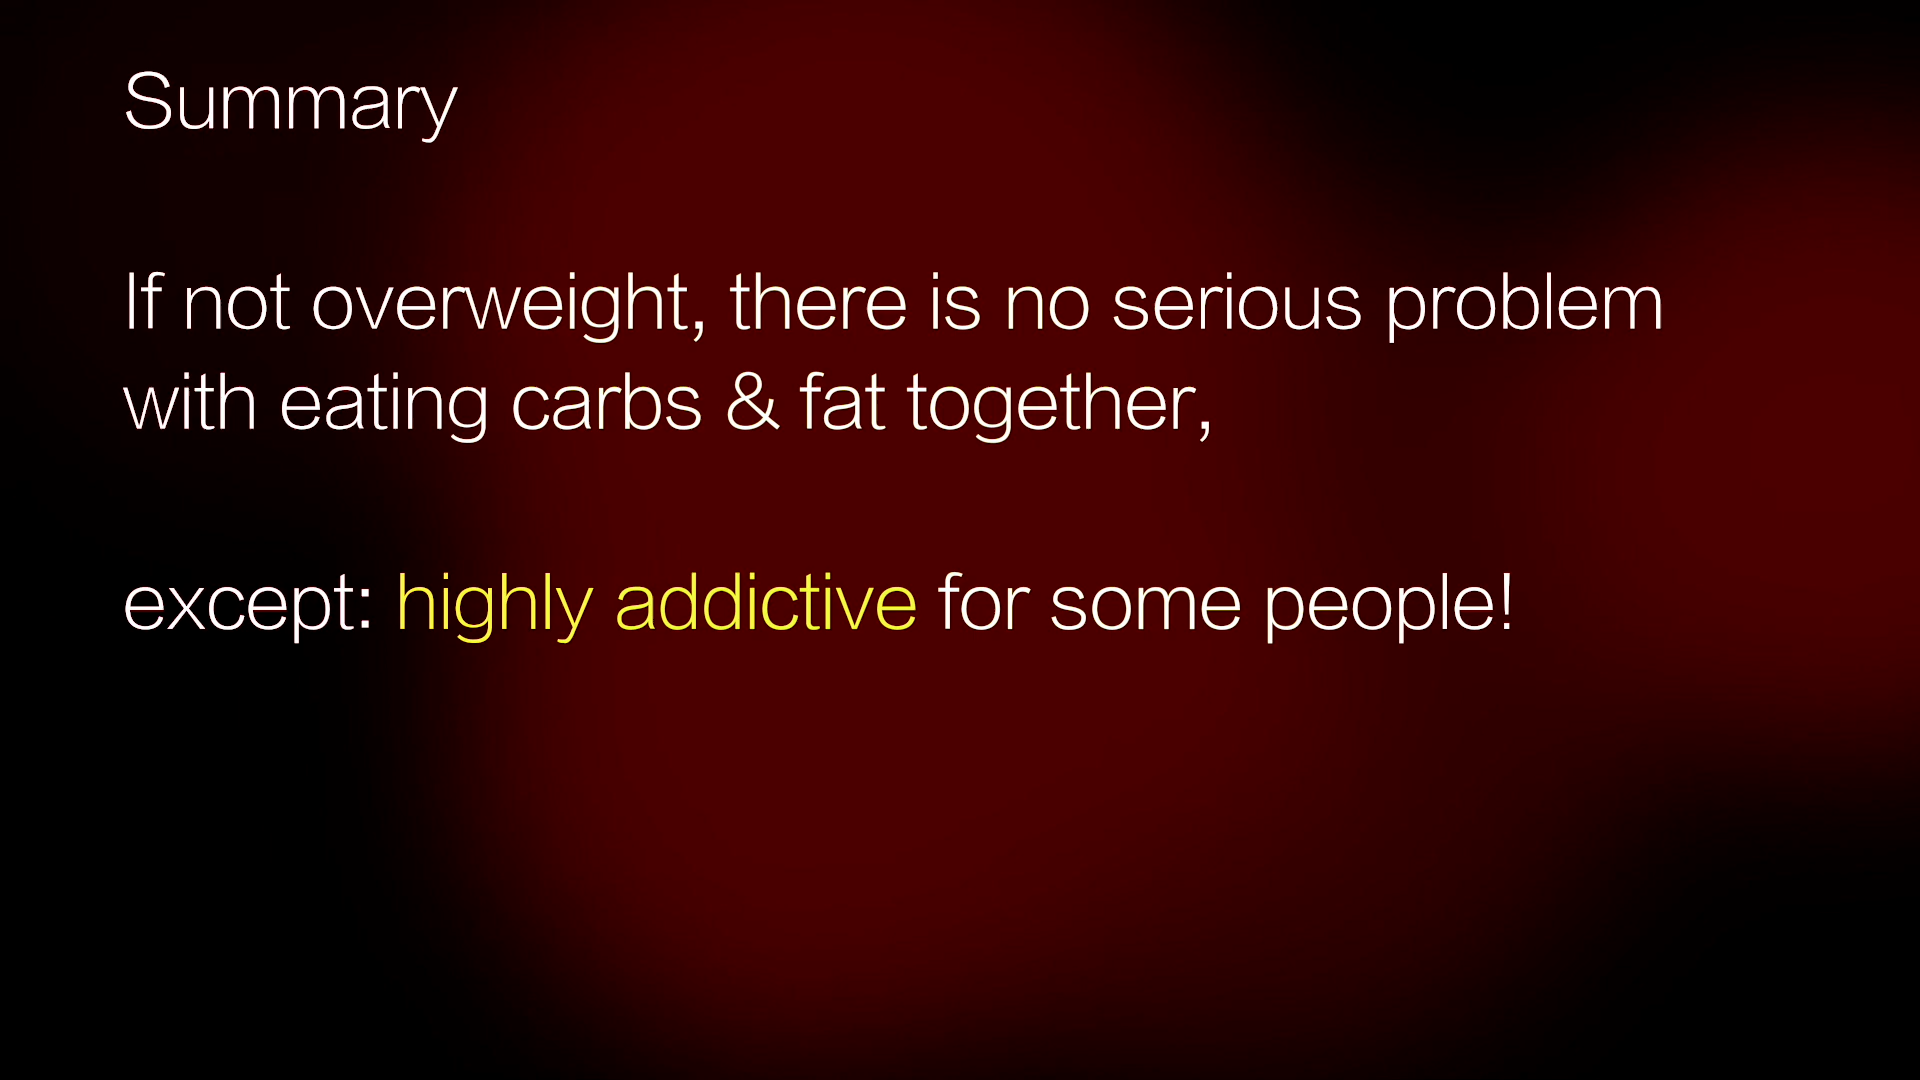 Summary
If not overweight, there is no serious problem
with eating carbs & fat together,
except: highly addictive for some people!